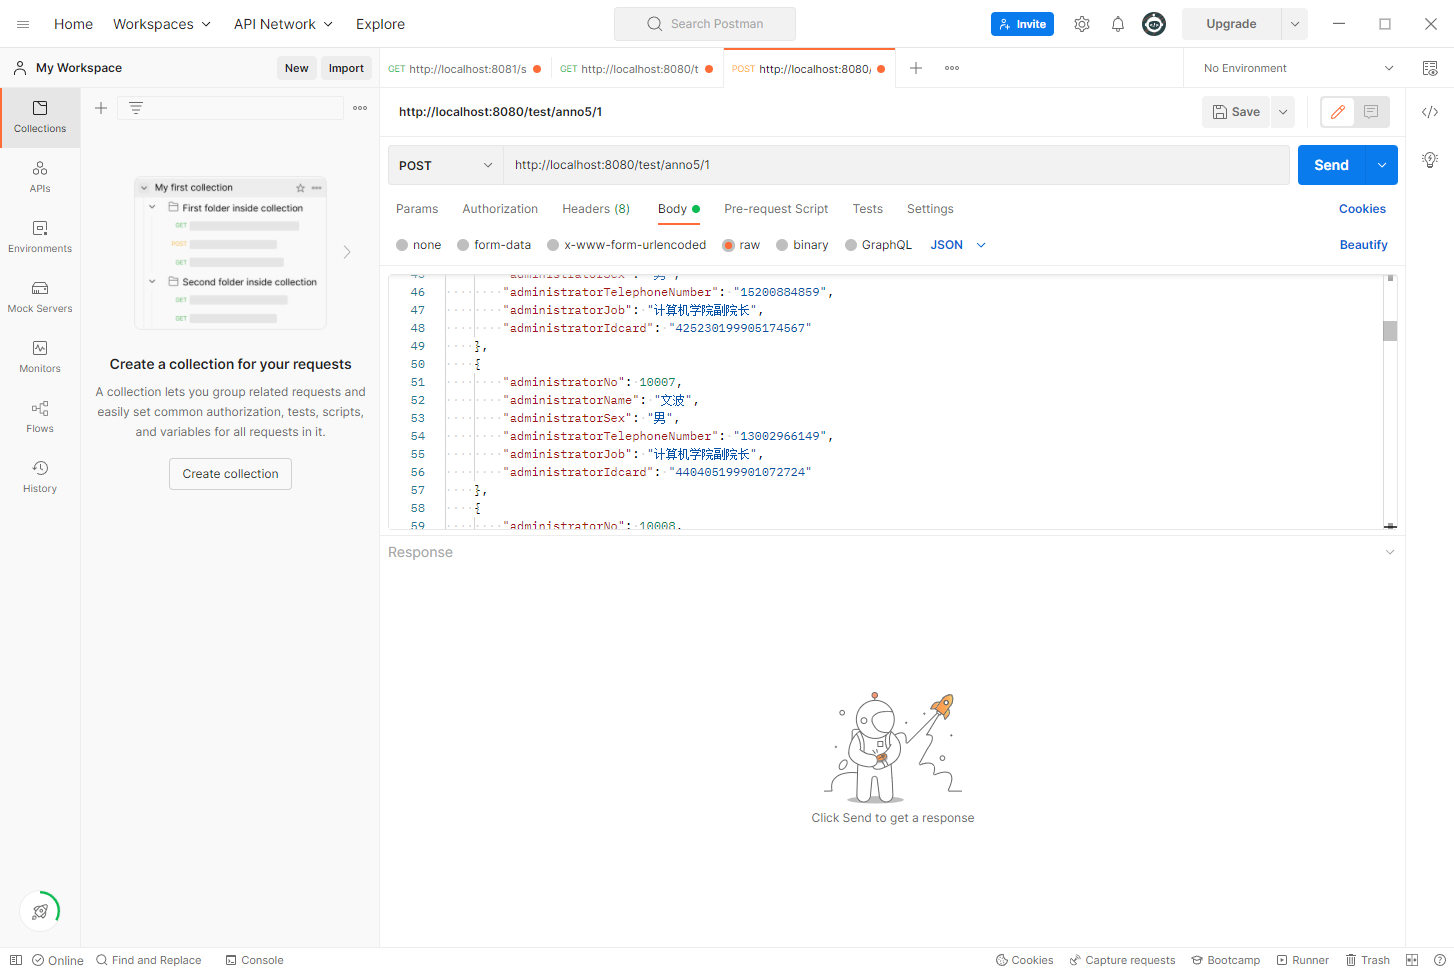 Home Workspaces API Network Explore Search Postman Invite Upgrade
My Workspace New Import
GET http://localhost:8081/s GET http://localhost:8080/t POST http://localhost:8080/ No Environment
Collections
APIs
Environments
Mock Servers
Monitors
Flows
History
My first collection
First folder inside collection
GET
POST
GET
Second folder inside collection
GET
GET
Create a collection for your requests
A collection lets you group related requests and
easily set common authorization, tests, scripts,
and variables for all requests in it.
Create collection
http://localhost:8080/test/anno5/1 Save
POST http://localhost:8080/test/anno5/1 Send
Params Authorization Headers (8) Body Pre-request Script Tests Settings Cookies
none form-data x-www-form-urlencoded raw binary GraphQL JSON Beautify
45 "administratorSex": "男",
46 "administratorTelephoneNumber": "15200884859",
47 "administratorJob": "计算机学院副院长",
48 "administratorIdcard": "425230199905174567"
49 },
50 {
51 "administratorNo": 10007,
52 "administratorName": "文波",
53 "administratorSex": "男",
54 "administratorTelephoneNumber": "13002966149",
55 "administratorJob": "计算机学院副院长",
56 "administratorIdcard": "440405199901072724"
57 },
58 {
59 "administratorNo": 10008,
Response
Click Send to get a response
Online Find and Replace Console Cookies Capture requests Bootcamp Runner Trash